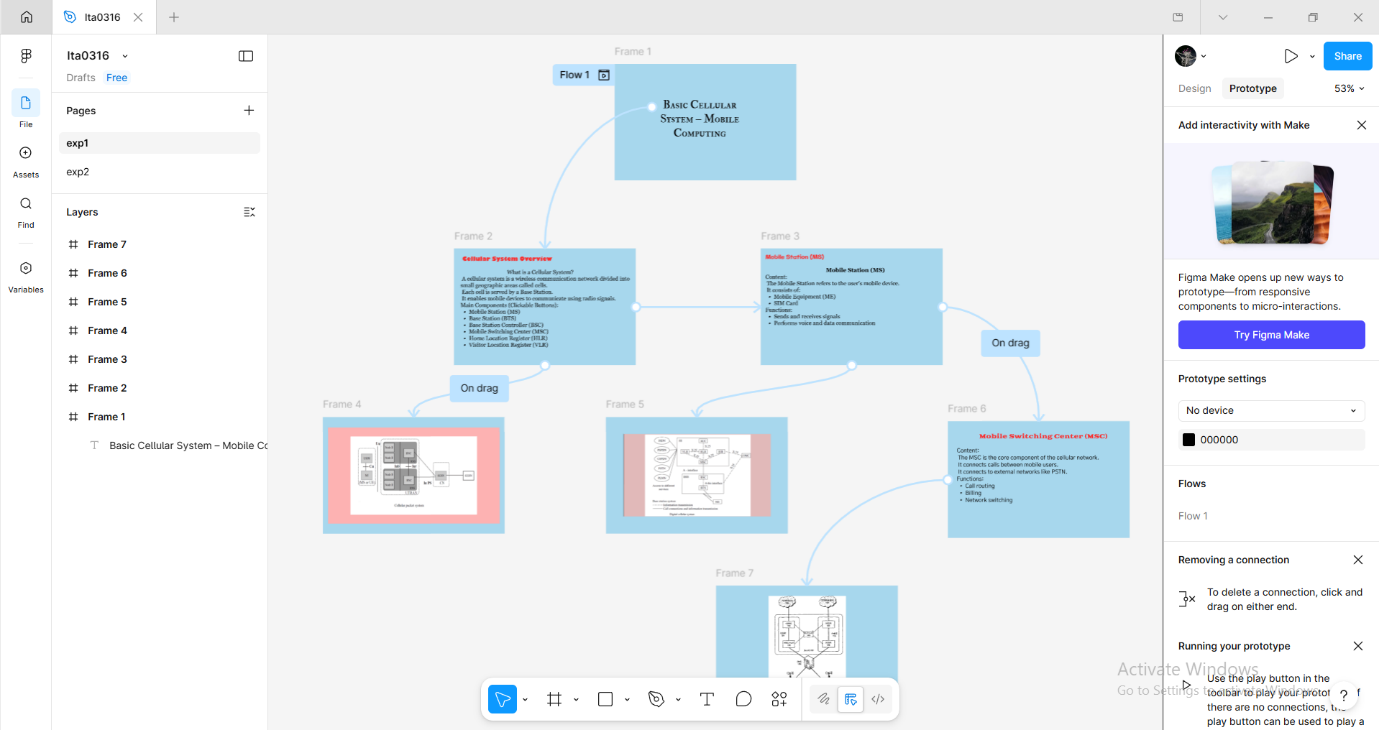 Ita0316
Ita0316
Drafts Free
File
Assets
Find
Variables
Pages
exp1
exp2
Layers
Frame 7
Frame 6
Frame 5
Frame 4
Frame 3
Frame 2
Frame 1
Basic Cellular System – Mobile Co
Frame 1
Flow 1
Basic Cellular
System – Mobile
Computing
Frame 2
Cellular System Overview
What is a Cellular System?
A cellular system is a wireless communication network divided into
small geographic areas called cells.
Each cell is served by a Base Station.
It enables mobile devices to communicate using radio signals.
Main Components (Clickable Buttons):
• Mobile Station (MS)
• Base Station (BTS)
• Base Station Controller (BSC)
• Mobile Switching Center (MSC)
• Home Location Register (HLR)
• Visitor Location Register (VLR)
Frame 3
Mobile Station (MS)
Mobile Station (MS)
Content:
The Mobile Station refers to the user's mobile device.
It consists of:
• Mobile Equipment (ME)
• SIM Card
Functions:
• Sends and receives signals
• Performs voice and data communication
On drag
On drag
Frame 4
Frame 5
Frame 6
Mobile Switching Center (MSC)
Content:
The MSC is the core component of the cellular network.
It connects calls between mobile users.
It connects to external networks like PSTN.
Functions:
• Call routing
• Billing
• Network switching
Frame 7
Share
Design Prototype 53%
Add interactivity with Make
Figma Make opens up new ways to
prototype—from responsive
components to micro-interactions.
Try Figma Make
Prototype settings
No device
000000
Flows
Flow 1
Removing a connection
To delete a connection, click and
drag on either end.
Running your prototype
Use the play button in the
toolbar to play your protot
there are no connections,
play button can be used to play a
Activate Windows
Go to Settings to activate Windows.